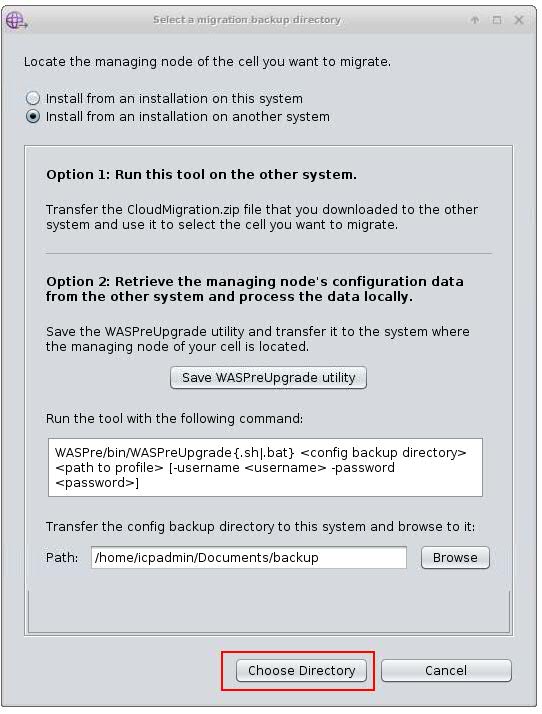 Select a migration backup directory
Locate the managing node of the cell you want to migrate.
Install from an installation on this system
Install from an installation on another system
Option 1: Run this tool on the other system.
Transfer the CloudMigration.zip file that you downloaded to the other
system and use it to select the cell you want to migrate.
Option 2: Retrieve the managing node's configuration data
from the other system and process the data locally.
Save the WASPreUpgrade utility and transfer it to the system where
the managing node of your cell is located.
Save WASPreUpgrade utility
Run the tool with the following command:
WASPre/bin/WASPreUpgrade{.sh|.bat} <config backup directory>
<path to profile> [-username <username> -password
<password>]
Transfer the config backup directory to this system and browse to it:
Path: /home/icpadmin/Documents/backup Browse
Choose Directory Cancel